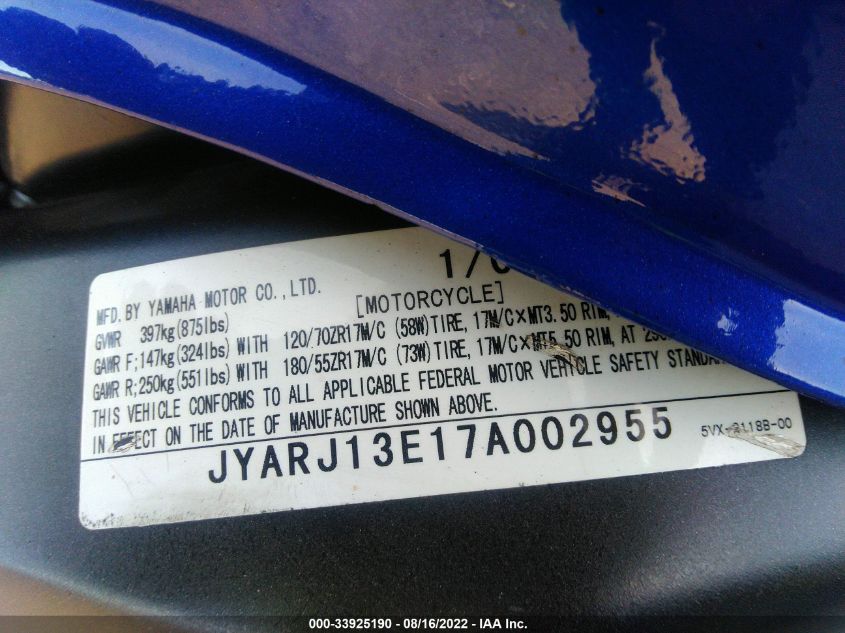 1/0
MFD. BY YAMAHA MOTOR CO., LTD.
[MOTORCYCLE]
GVWR 397kg(875lbs)
GAWR F;147kg(324lbs) WITH 120/70ZR17M/C (58W)TIRE, 17M/C×MT3.50 RIM,
GAWR R;250kg(551lbs) WITH 180/55ZR17M/C (73W)TIRE, 17M/C×MT5.50 RIM, AT
THIS VEHICLE CONFORMS TO ALL APPLICABLE FEDERAL MOTOR VEHICLE SAFETY STANDA
IN EFFECT ON THE DATE OF MANUFACTURE SHOWN ABOVE.
JYARJ13E17A002955
5VX-2118B-00
000-33925190 - 08/16/2022 - © IAA Inc.